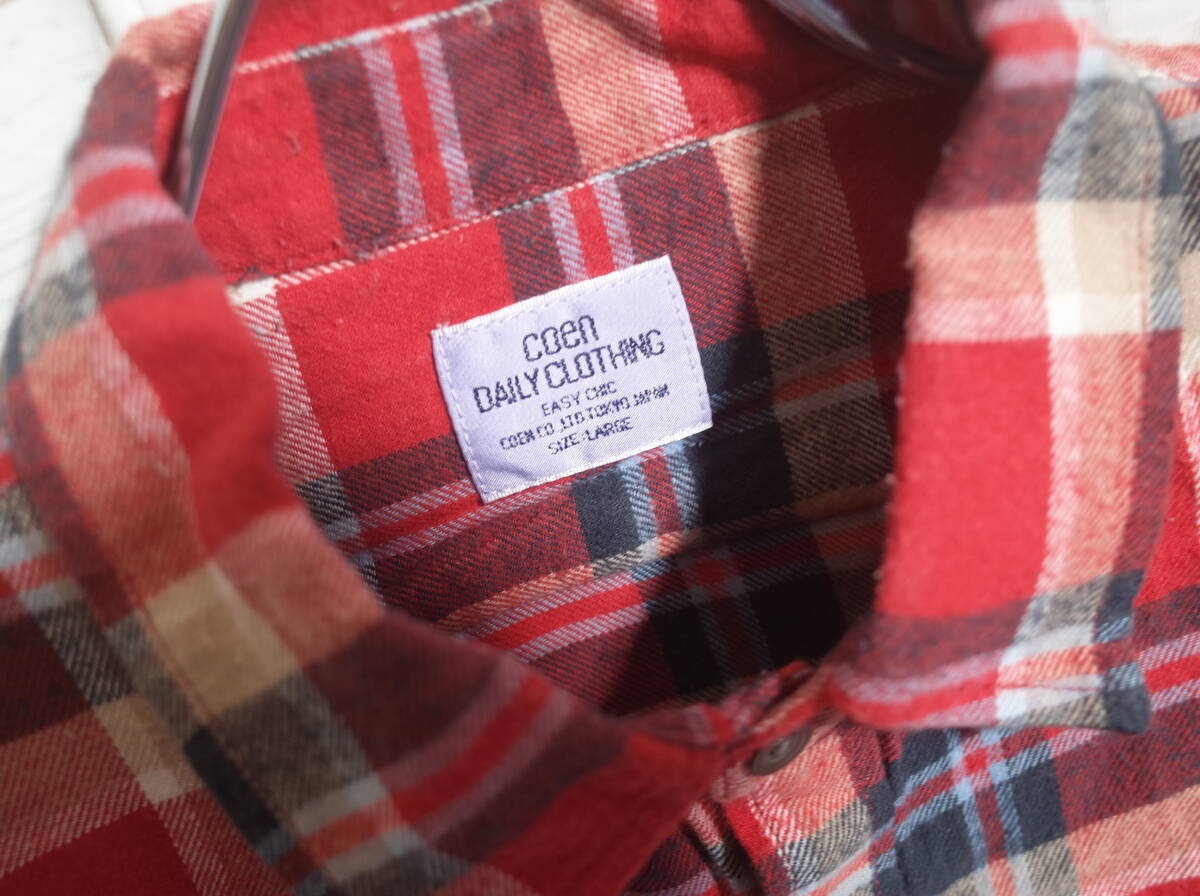 coen
DAILY CLOTHING
EASY CHIC
COEN CO.,LTD.TOKYO JAPAN
SIZE:LARGE